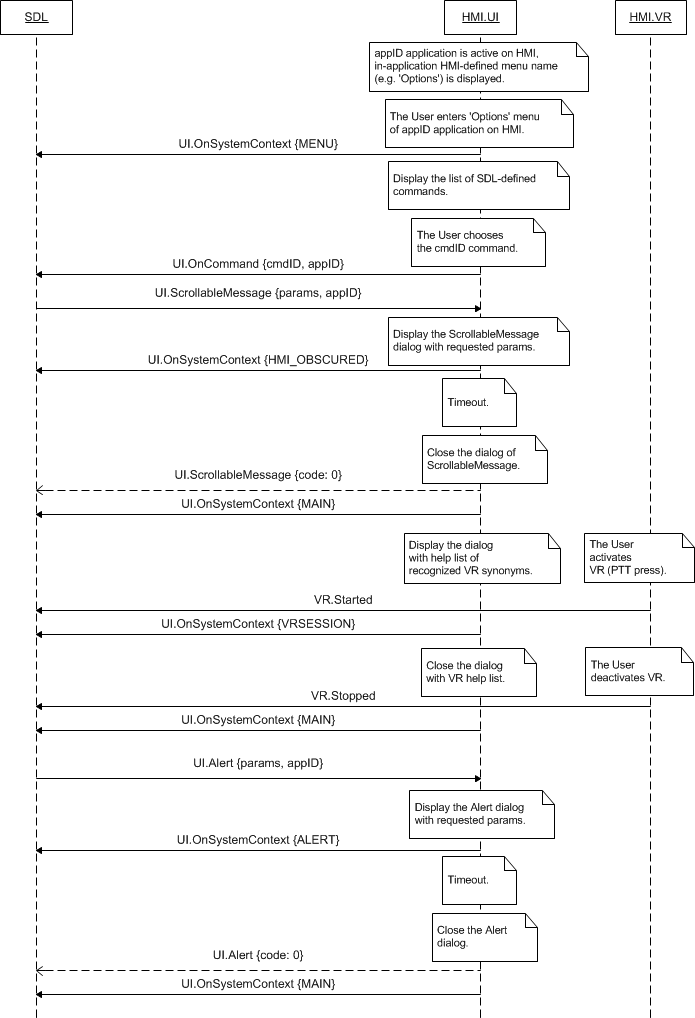 SDL
HMI.UI
HMI.VR
appID application is active on HMI,
in-application HMI-defined menu name
(e.g. 'Options') is displayed.
The User enters 'Options' menu
of appID application on HMI.
UI.OnSystemContext {MENU}
Display the list of SDL-defined
commands.
The User chooses
the cmdID command.
UI.OnCommand {cmdID, appID}
UI.ScrollableMessage {params, appID}
Display the ScrollableMessage
dialog with requested params.
UI.OnSystemContext {HMI_OBSCURED}
Timeout.
Close the dialog of
ScrollableMessage.
UI.ScrollableMessage {code: 0}
UI.OnSystemContext {MAIN}
Display the dialog
with help list of
recognized VR synonyms.
The User
activates
VR (PTT press).
VR.Started
UI.OnSystemContext {VRSESSION}
Close the dialog
with VR help list.
The User
deactivates VR.
VR.Stopped
UI.OnSystemContext {MAIN}
UI.Alert {params, appID}
Display the Alert dialog
with requested params.
UI.OnSystemContext {ALERT}
Timeout.
Close the Alert
dialog.
UI.Alert {code: 0}
UI.OnSystemContext {MAIN}